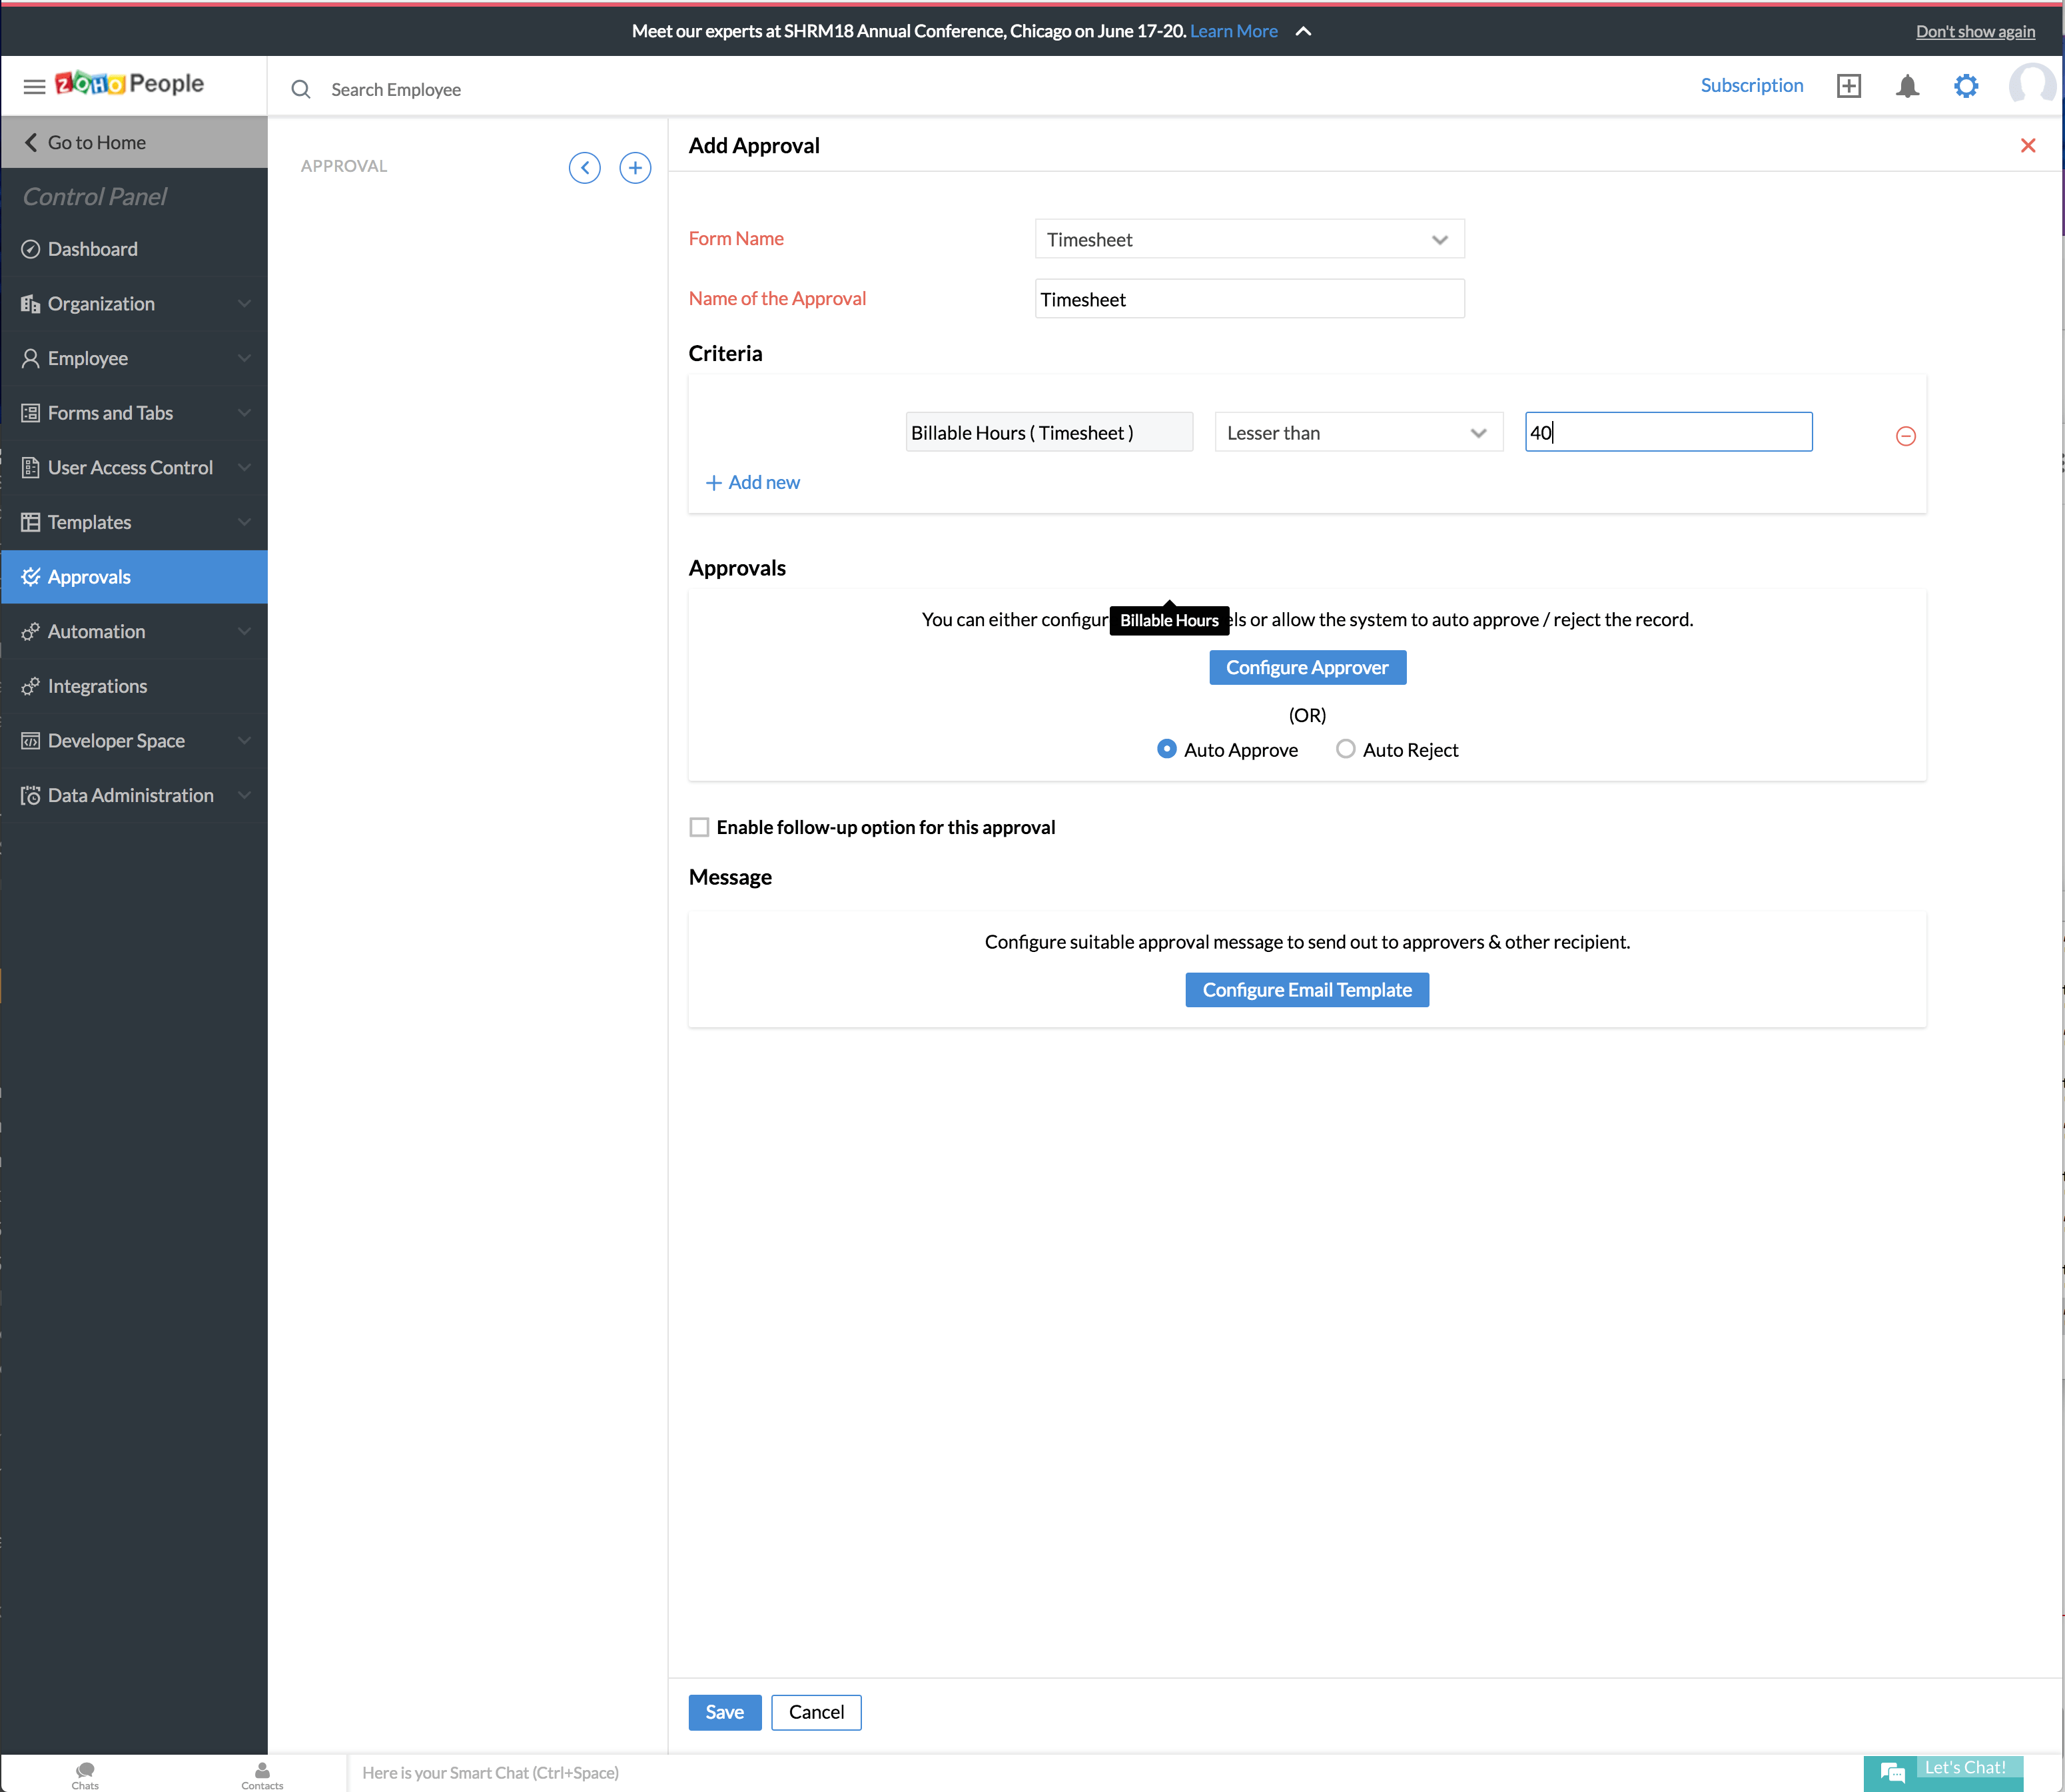 Meet our experts at SHRM18 Annual Conference, Chicago on June 17-20. Learn More
Don't show again
ZOHO People
Search Employee
Subscription
Go to Home
Control Panel
Dashboard
Organization
Employee
Forms and Tabs
User Access Control
Templates
Approvals
Automation
Integrations
Developer Space
Data Administration
APPROVAL
Add Approval
Form Name
Timesheet
Name of the Approval
Timesheet
Criteria
Billable Hours ( Timesheet )
Lesser than
40
Add new
Approvals
You can either configur
Billable Hours
els or allow the system to auto approve / reject the record.
Configure Approver
(OR)
Auto Approve
Auto Reject
Enable follow-up option for this approval
Message
Configure suitable approval message to send out to approvers & other recipient.
Configure Email Template
Save
Cancel
Chats
Contacts
Here is your Smart Chat (Ctrl+Space)
Let's Chat!